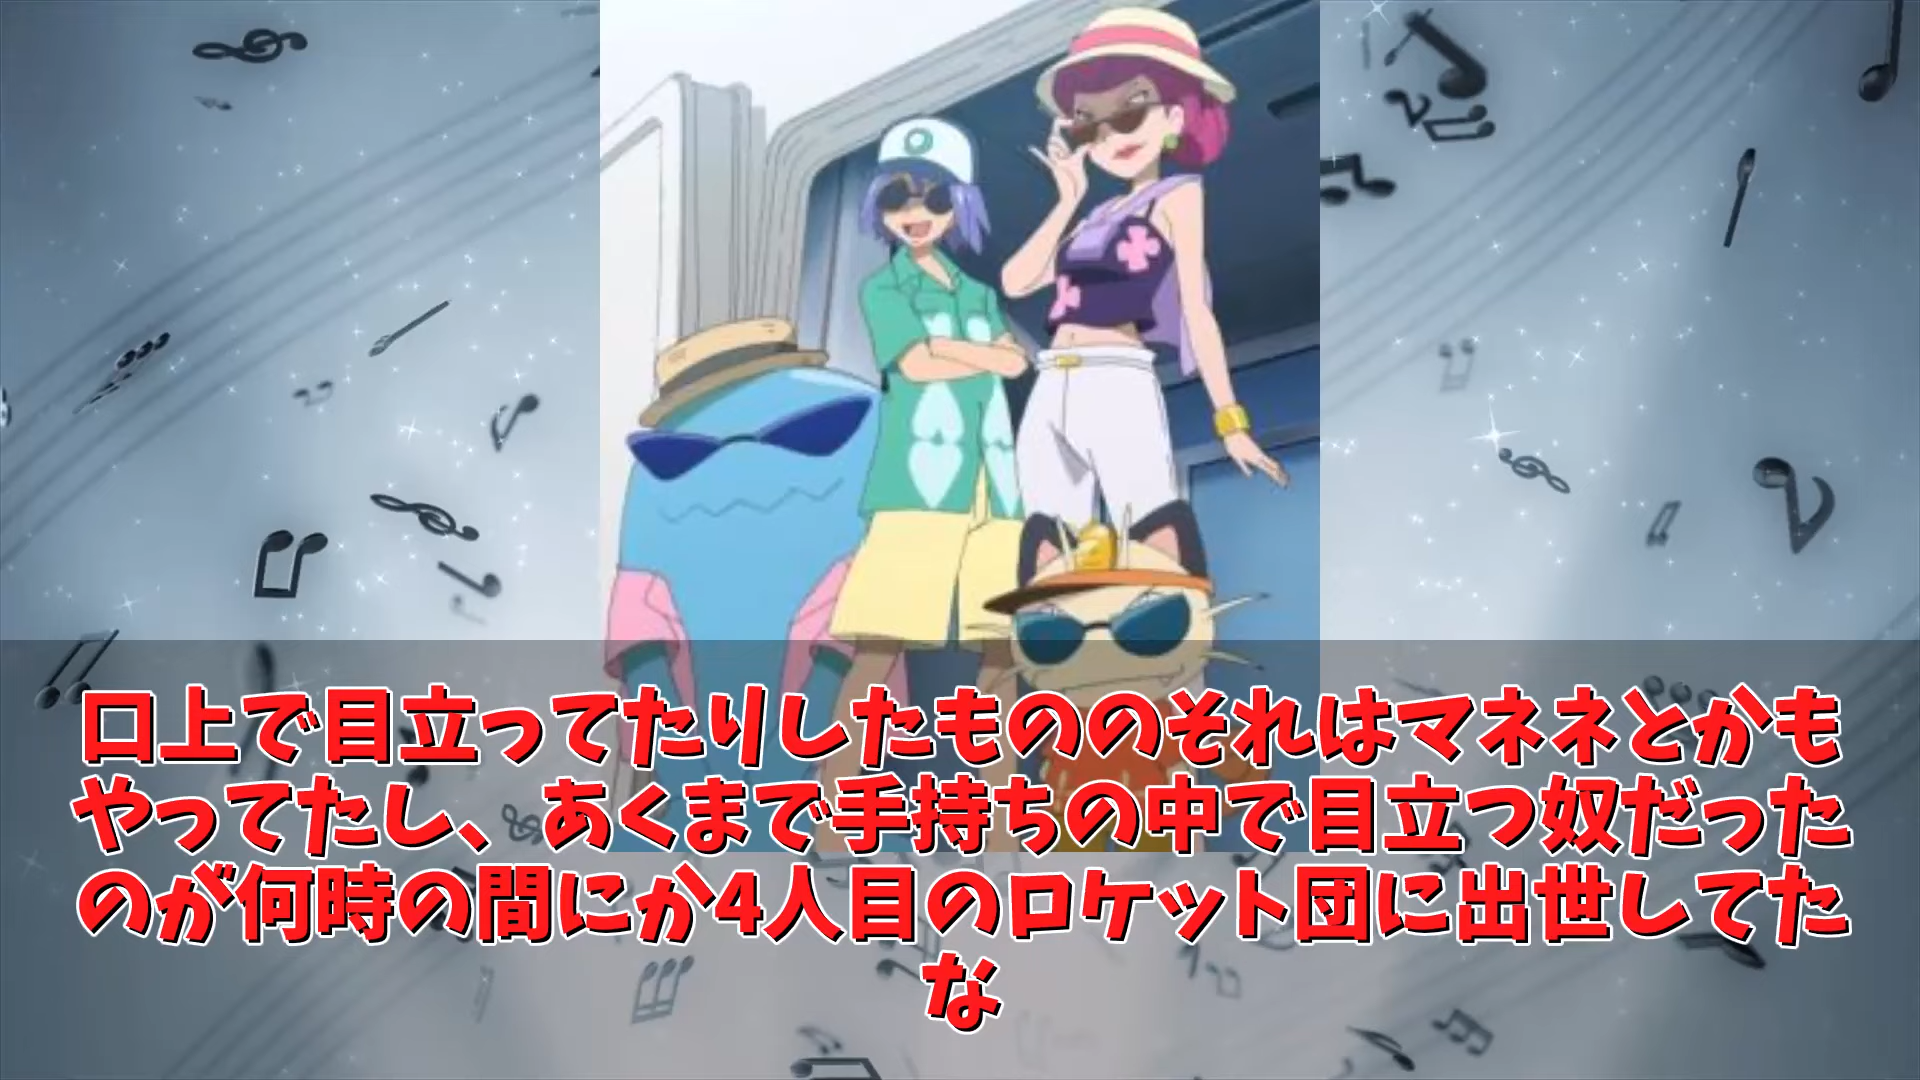 口上で目立ってたりしたもののそれはマネネとかも
やってたし、あくまで手持ちの中で目立つ奴だった
のが何時の間にか4人目のロケット団に出世してた
な